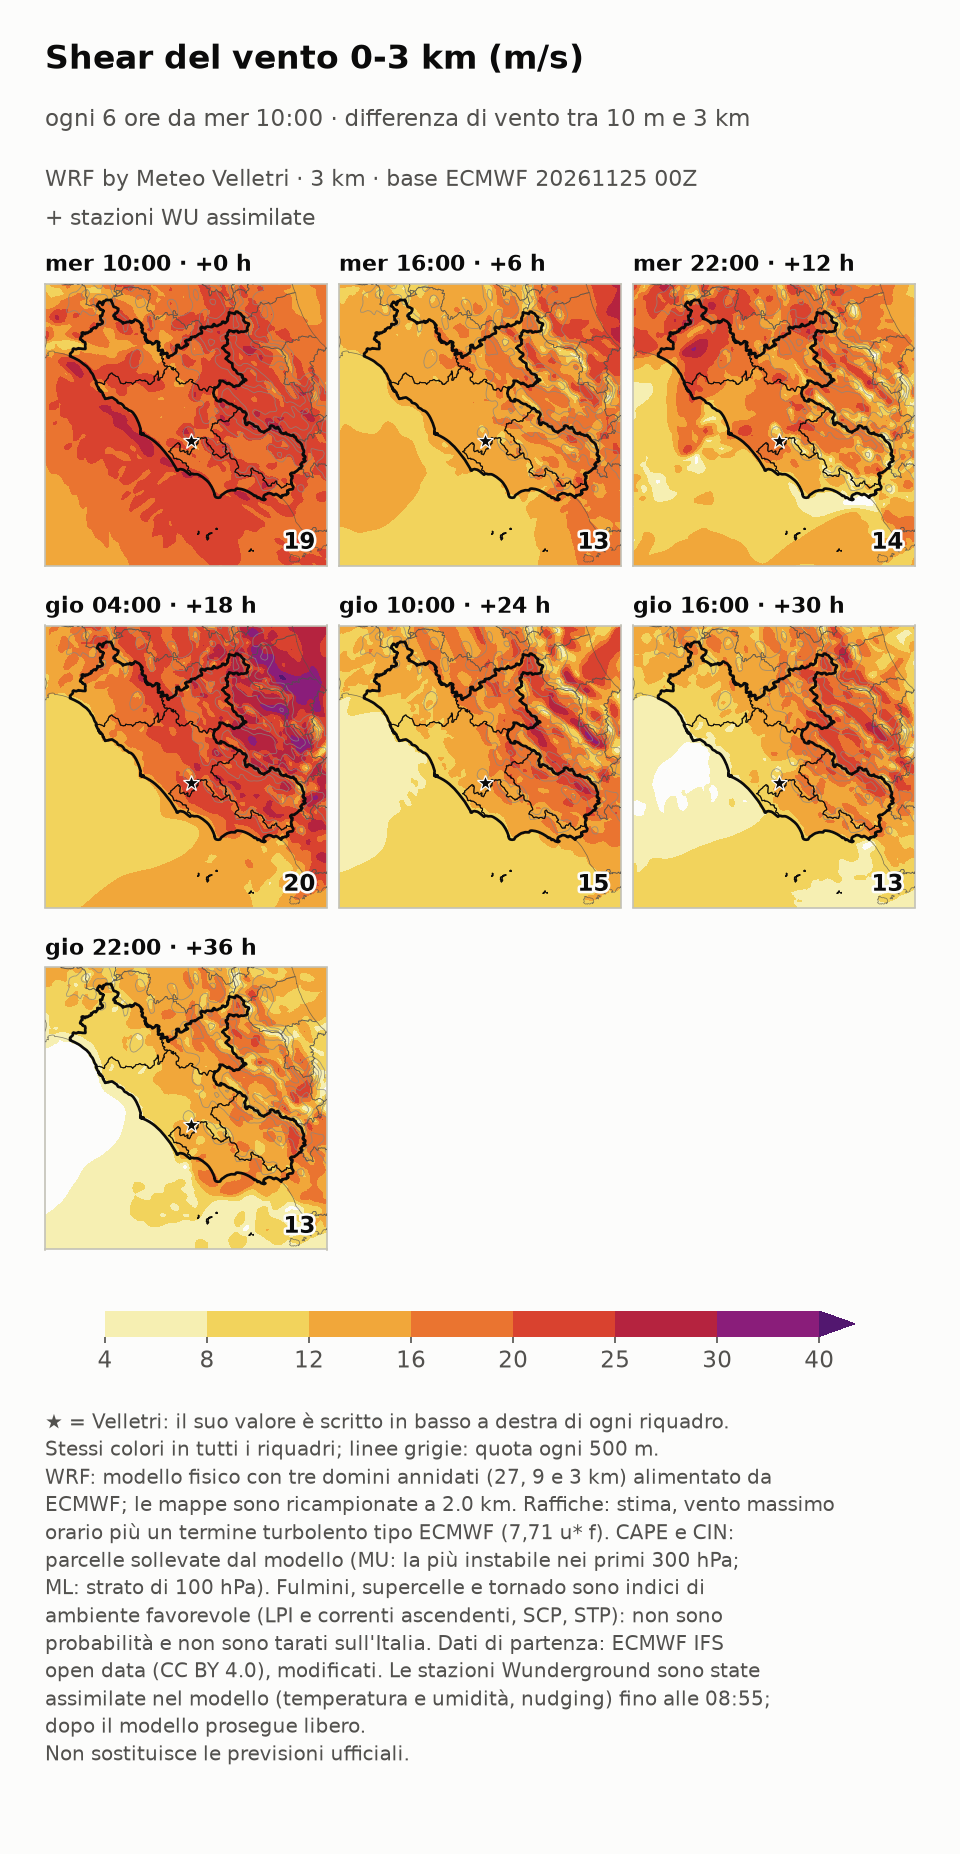 Shear del vento 0-3 km (m/s)
ogni 6 ore da mer 10:00 · differenza di vento tra 10 m e 3 km
WRF by Meteo Velletri · 3 km · base ECMWF 20261125 00Z
+ stazioni WU assimilate
mer 10:00 · +0 h
mer 16:00 · +6 h
mer 22:00 · +12 h
19
13
14
gio 04:00 · +18 h
gio 10:00 · +24 h
gio 16:00 · +30 h
20
15
13
gio 22:00 · +36 h
13
4 8 12 16 20 25 30 40
★ = Velletri: il suo valore è scritto in basso a destra di ogni riquadro.
Stessi colori in tutti i riquadri; linee grigie: quota ogni 500 m.
WRF: modello fisico con tre domini annidati (27, 9 e 3 km) alimentato da
ECMWF; le mappe sono ricampionate a 2.0 km. Raffiche: stima, vento massimo
orario più un termine turbolento tipo ECMWF (7,71 u* f). CAPE e CIN:
parcelle sollevate dal modello (MU: la più instabile nei primi 300 hPa;
ML: strato di 100 hPa). Fulmini, supercelle e tornado sono indici di
ambiente favorevole (LPI e correnti ascendenti, SCP, STP): non sono
probabilità e non sono tarati sull'Italia. Dati di partenza: ECMWF IFS
open data (CC BY 4.0), modificati. Le stazioni Wunderground sono state
assimilate nel modello (temperatura e umidità, nudging) fino alle 08:55;
dopo il modello prosegue libero.
Non sostituisce le previsioni ufficiali.